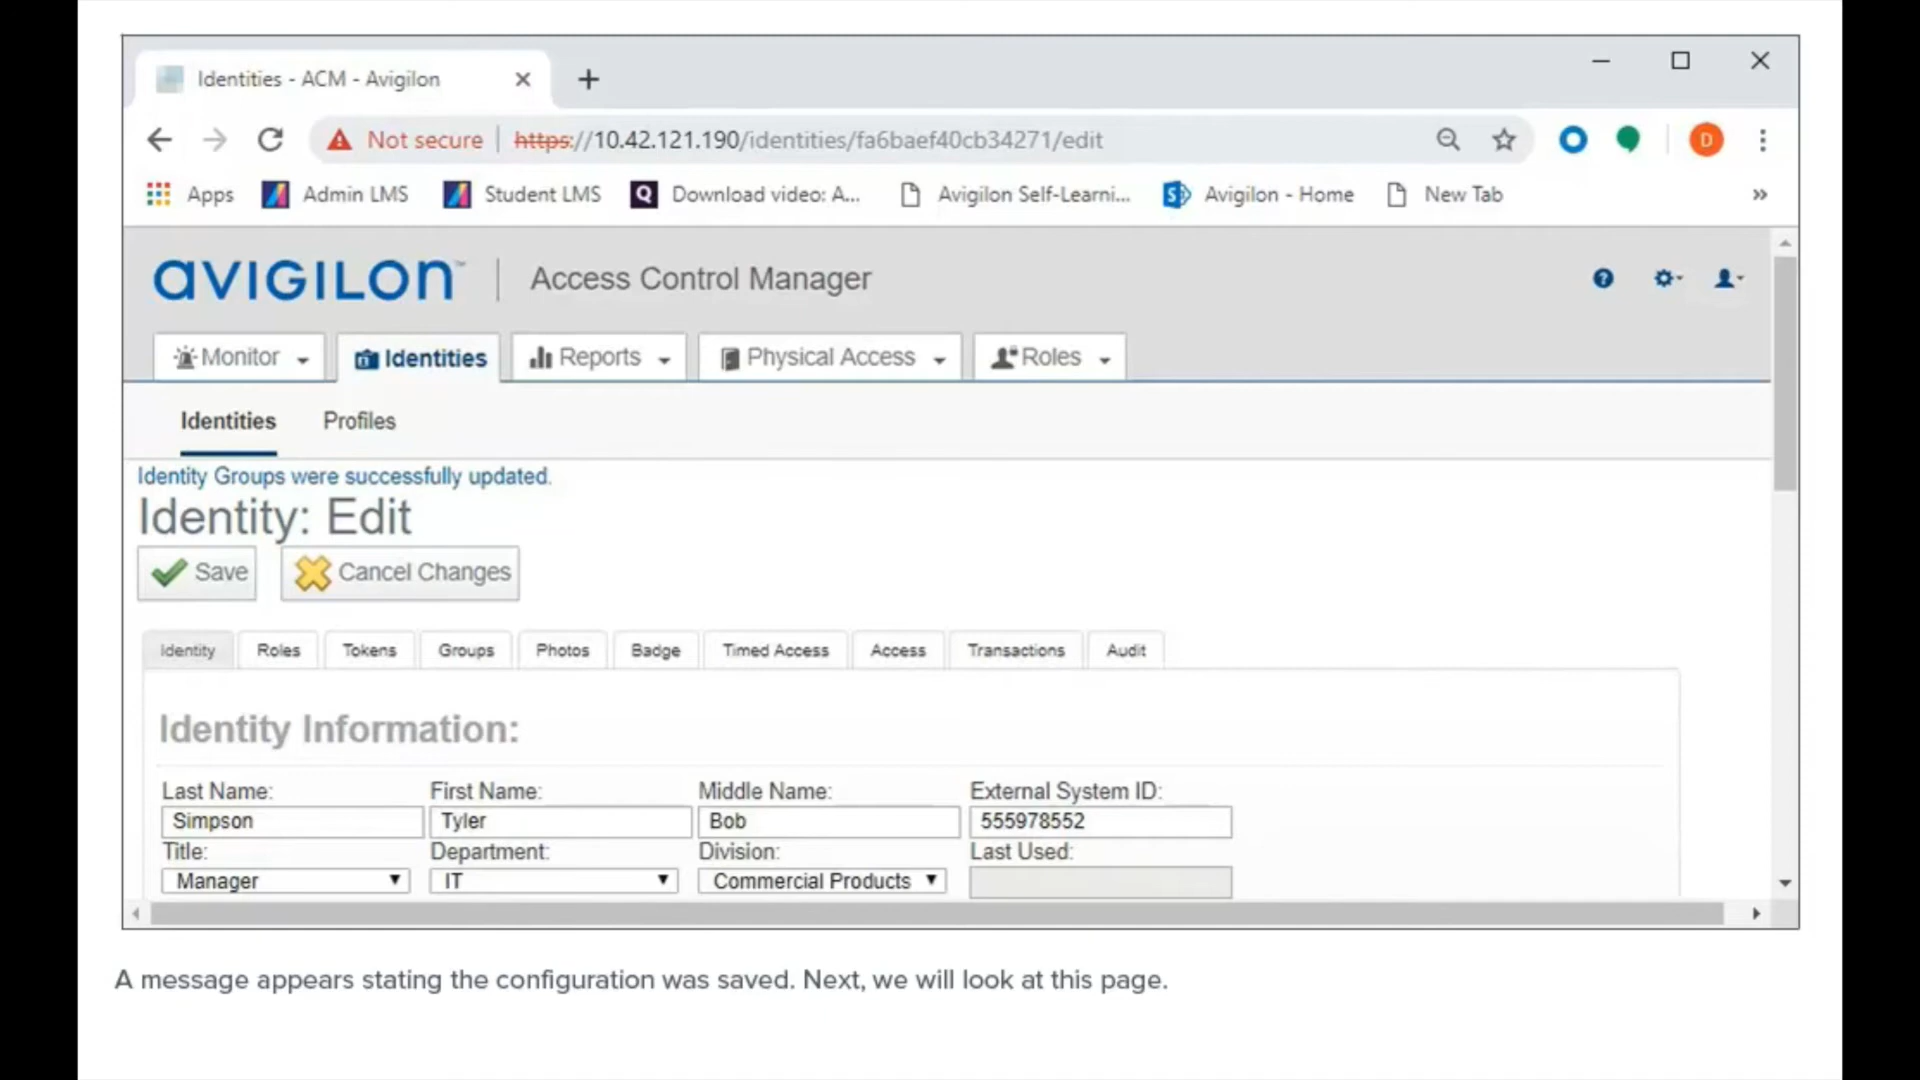 Identities - ACM - Avigilon
Not secure https://10.42.121.190/identities/fa6baef40cb34271/edit D
Apps Admin LMS Student LMS Q Download video: A... Avigilon Self-Learni... S Avigilon - Home New Tab »
AVIGILON™ Access Control Manager
Monitor Identities Reports Physical Access Roles
Identities Profiles
Identity Groups were successfully updated.
Identity: Edit
Save Cancel Changes
Identity Roles Tokens Groups Photos Badge Timed Access Access Transactions Audit
Identity Information:
Last Name: First Name: Middle Name: External System ID:
Simpson Tyler Bob 555978552
Title: Department: Division: Last Used:
Manager IT Commercial Products
A message appears stating the configuration was saved. Next, we will look at this page.